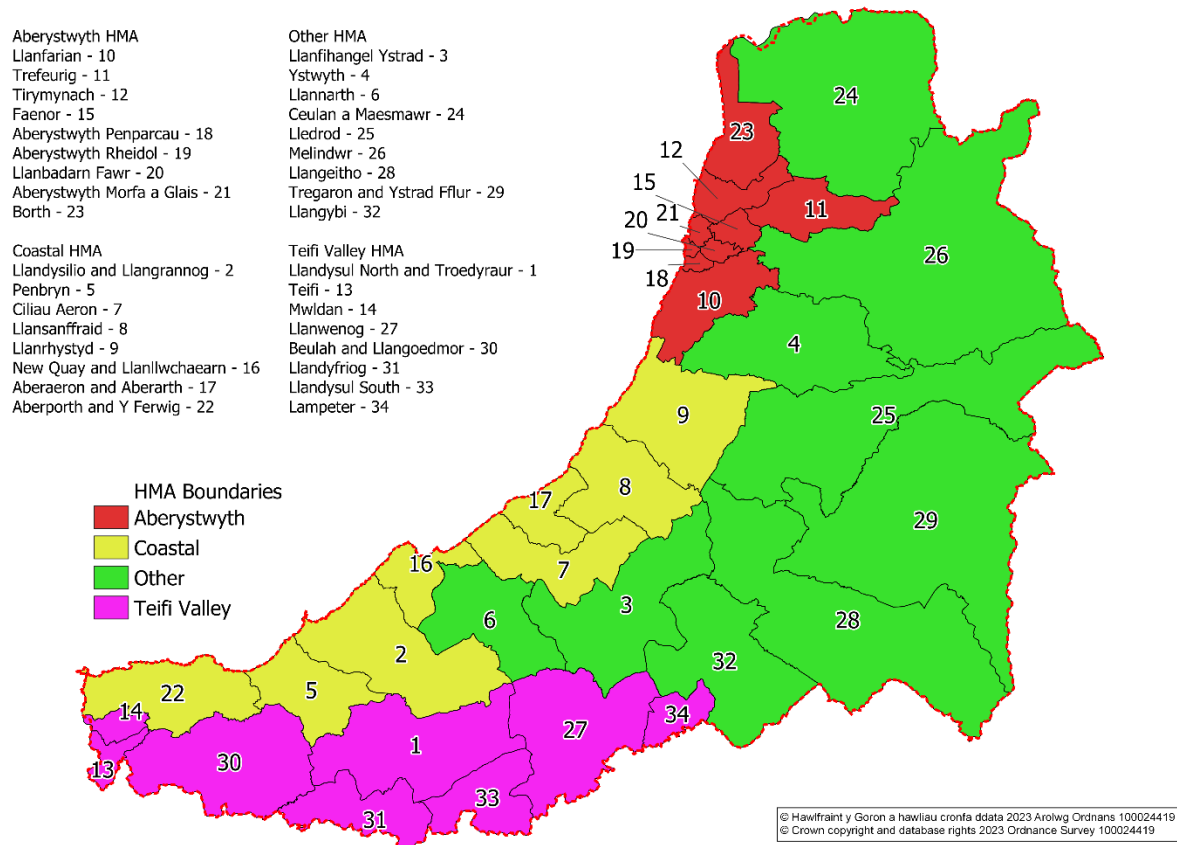 Aberystwyth HMA
Llanfarian - 10
Trefeurig - 11
Tirymynach - 12
Faenor - 15
Aberystwyth Penparcau - 18
Aberystwyth Rheidol - 19
Llanbadarn Fawr - 20
Aberystwyth Morfa a Glais - 21
Borth - 23
Other HMA
Llanfihangel Ystrad - 3
Ystwyth - 4
Llannarth - 6
Ceulan a Maesmawr - 24
Lledrod - 25
Melindwr - 26
Llangeitho - 28
Tregaron and Ystrad Fflur - 29
Llangybi - 32
Coastal HMA
Llandysilio and Llangrannog - 2
Penbryn - 5
Ciliau Aeron - 7
Llansanffraid - 8
Llanrhystyd - 9
New Quay and Llanllwchaearn - 16
Aberaeron and Aberarth - 17
Aberporth and Y Ferwig - 22
Teifi Valley HMA
Llandysul North and Troedyraur - 1
Teifi - 13
Mwldan - 14
Llanwenog - 27
Beulah and Llangoedmor - 30
Llandyfriog - 31
Llandysul South - 33
Lampeter - 34
HMA Boundaries
Aberystwyth
Coastal
Other
Teifi Valley
24
23
12
15
11
21
20
19
26
18
10
4
9
25
17
8
29
16
7
6
3
28
2
32
22
5
14
34
27
1
30
13
33
31
© Hawlfraint y Goron a hawliau cronfa ddata 2023 Arolwg Ordnans 100024419
© Crown copyright and database rights 2023 Ordnance Survey 100024419